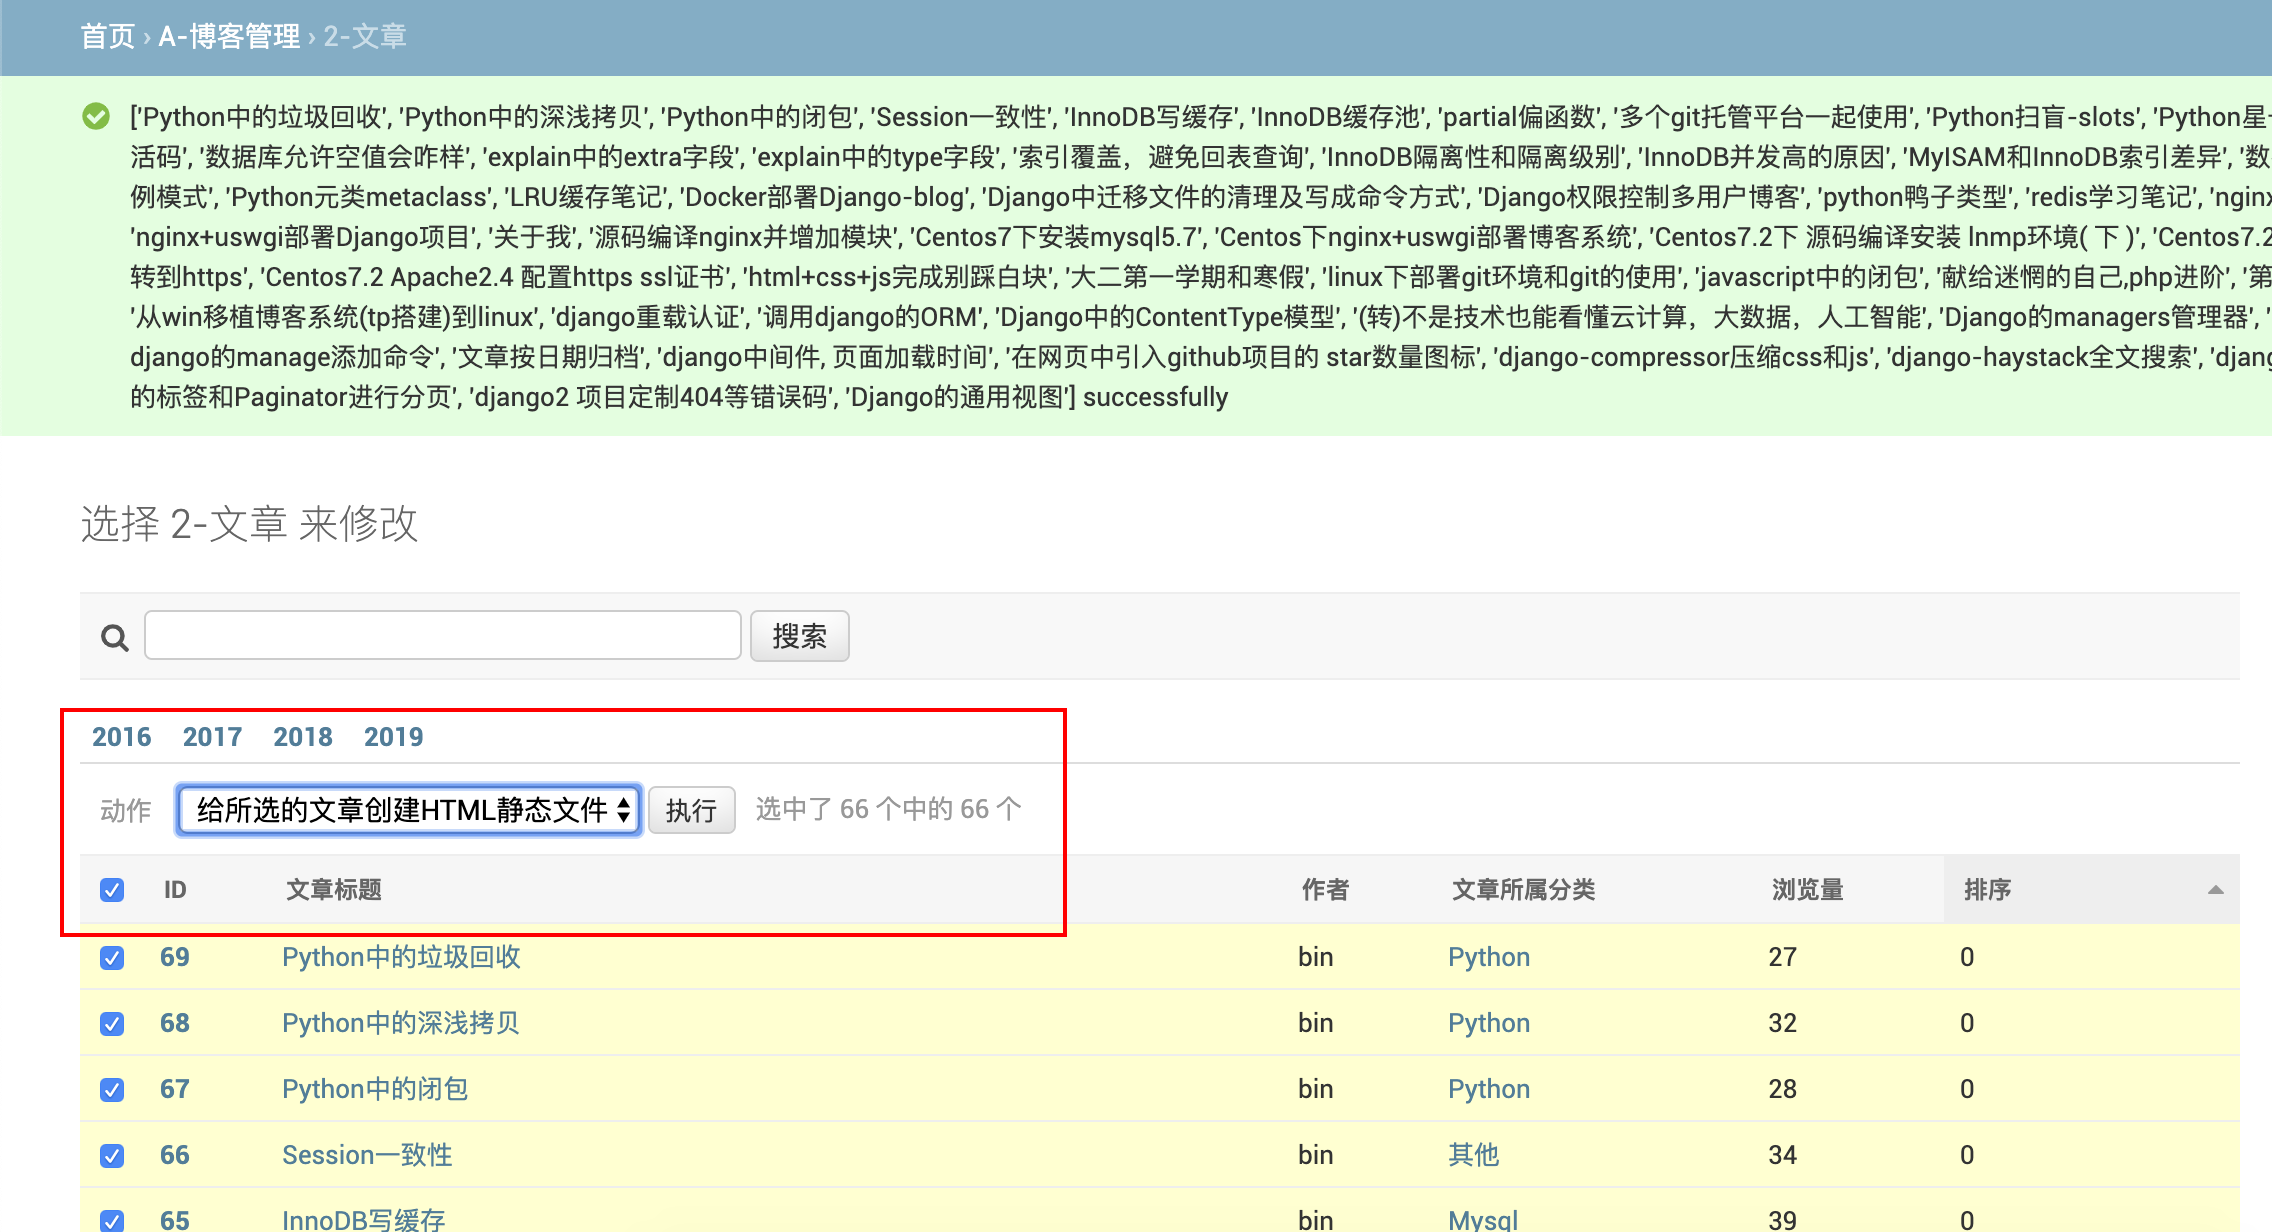 首页 › A-博客管理 › 2-文章
['Python中的垃圾回收', 'Python中的深浅拷贝', 'Python中的闭包', 'Session一致性', 'InnoDB写缓存', 'InnoDB缓存池', 'partial偏函数', '多个git托管平台一起使用', 'Python扫盲-slots', 'Python星
活码', '数据库允许空值会咋样', 'explain中的extra字段', 'explain中的type字段', '索引覆盖，避免回表查询', 'InnoDB隔离性和隔离级别', 'InnoDB并发高的原因', 'MyISAM和InnoDB索引差异', '数
例模式', 'Python元类metaclass', 'LRU缓存笔记', 'Docker部署Django-blog', 'Django中迁移文件的清理及写成命令方式', 'Django权限控制多用户博客', 'python鸭子类型', 'redis学习笔记', 'nginx
'nginx+uswgi部署Django项目', '关于我', '源码编译nginx并增加模块', 'Centos7下安装mysql5.7', 'Centos下nginx+uswgi部署博客系统', 'Centos7.2下 源码编译安装 lnmp环境( 下 )', 'Centos7.2
转到https', 'Centos7.2 Apache2.4 配置https ssl证书', 'html+css+js完成别踩白块', '大二第一学期和寒假', 'linux下部署git环境和git的使用', 'javascript中的闭包', '献给迷惘的自己,php进阶', '第
'从win移植博客系统(tp搭建)到linux', 'django重载认证', '调用django的ORM', 'Django中的ContentType模型', '(转)不是技术也能看懂云计算，大数据，人工智能', 'Django的managers管理器', '
django的manage添加命令', '文章按日期归档', 'django中间件, 页面加载时间', '在网页中引入github项目的 star数量图标', 'django-compressor压缩css和js', 'django-haystack全文搜索', 'djang
的标签和Paginator进行分页', 'django2 项目定制404等错误码', 'Django的通用视图'] successfully
选择 2-文章 来修改
搜索
2016 2017 2018 2019
动作 给所选的文章创建HTML静态文件 执行 选中了 66 个中的 66 个
ID 文章标题 作者 文章所属分类 浏览量 排序
69 Python中的垃圾回收 bin Python 27 0
68 Python中的深浅拷贝 bin Python 32 0
67 Python中的闭包 bin Python 28 0
66 Session一致性 bin 其他 34 0
65 InnoDB写缓存 bin Mysql 39 0